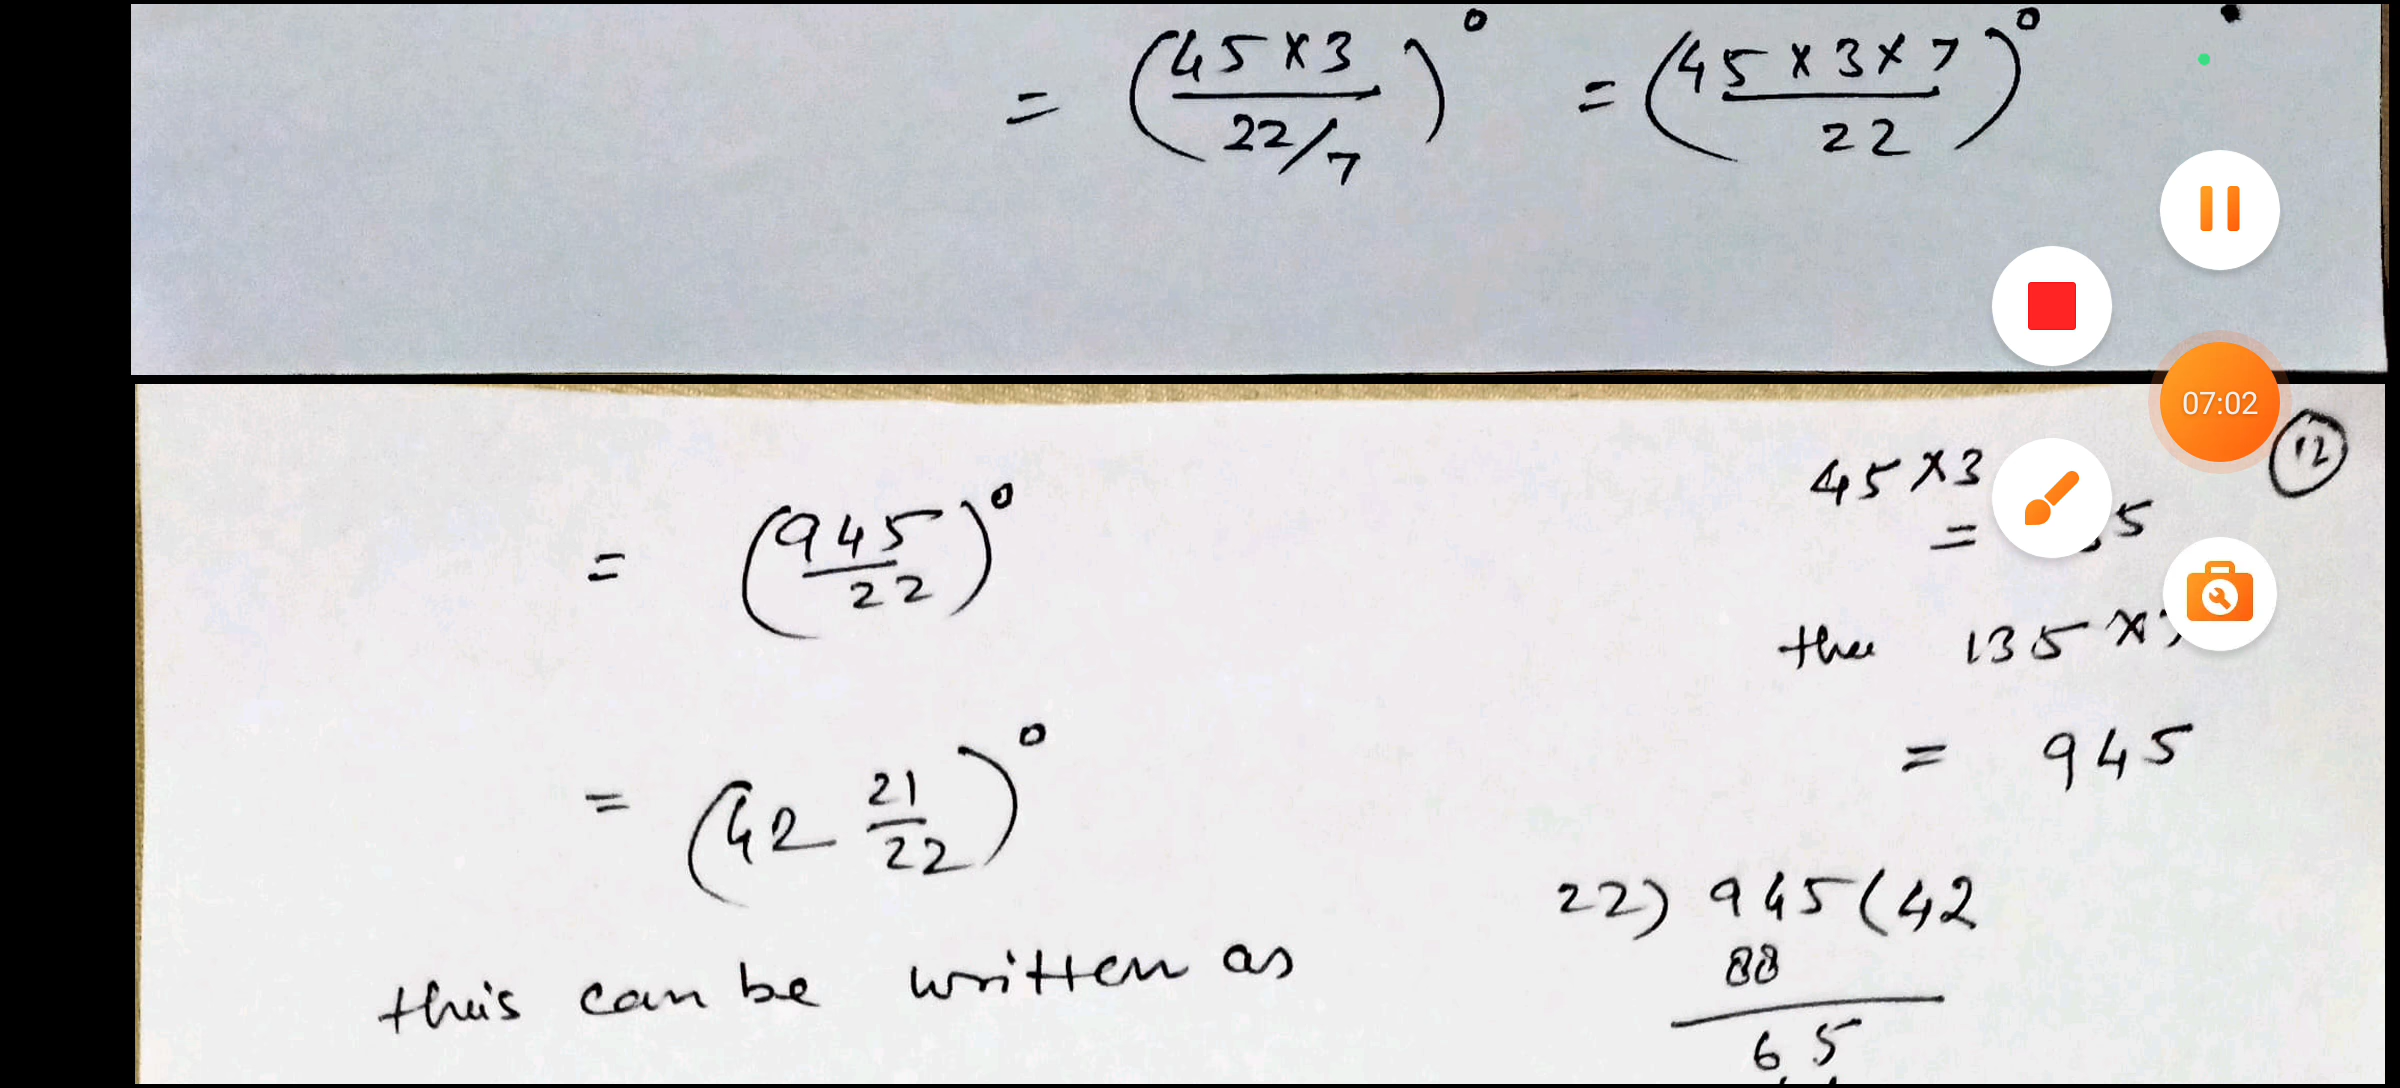 = (45 x 3 / 22/7)° = (45 x 3 x 7 / 22)°
07:02
12
45 x 3
= (945/22)°
= 5
then 135 x
= (42 21/22)°
= 945
22) 945 (42
this can be written as
88
65